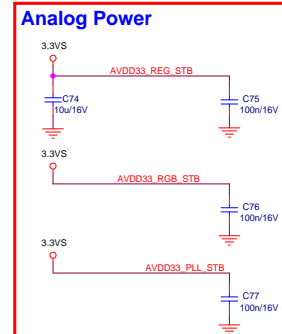 Analog Power
3.3VS
AVDD33_REG_STB
C74
10u/16V
C75
100n/16V
3.3VS
AVDD33_RGB_STB
C76
100n/16V
3.3VS
AVDD33_PLL_STB
C77
100n/16V